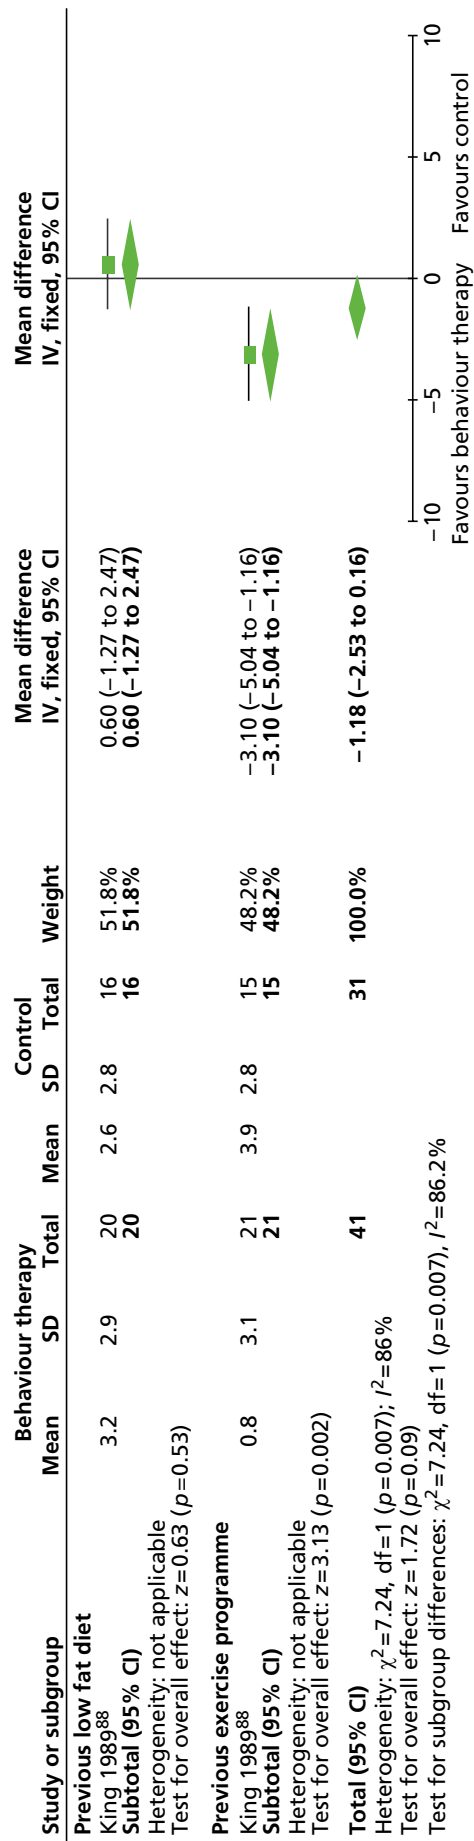 Behaviour therapy Control Mean difference Mean difference
Study or subgroup Mean SD Total Mean SD Total Weight IV, fixed, 95% CI IV, fixed, 95% CI
Previous low fat diet
King 1989⁸⁸ 3.2 2.9 20 2.6 2.8 16 51.8% 0.60 (−1.27 to 2.47)
Subtotal (95% CI) 20 16 51.8% 0.60 (−1.27 to 2.47)
Heterogeneity: not applicable
Test for overall effect: z=0.63 (p=0.53)
Previous exercise programme
King 1989⁸⁸ 0.8 3.1 21 3.9 2.8 15 48.2% −3.10 (−5.04 to −1.16)
Subtotal (95% CI) 21 15 48.2% −3.10 (−5.04 to −1.16)
Heterogeneity: not applicable
Test for overall effect: z=3.13 (p=0.002)
Total (95% CI) 41 31 100.0% −1.18 (−2.53 to 0.16)
Heterogeneity: χ²=7.24, df=1 (p=0.007); I²=86%
Test for overall effect: z=1.72 (p=0.09)
Test for subgroup differences: χ²=7.24, df=1 (p=0.007), I²=86.2%
−10 −5 0 5 10
Favours behaviour therapy Favours control